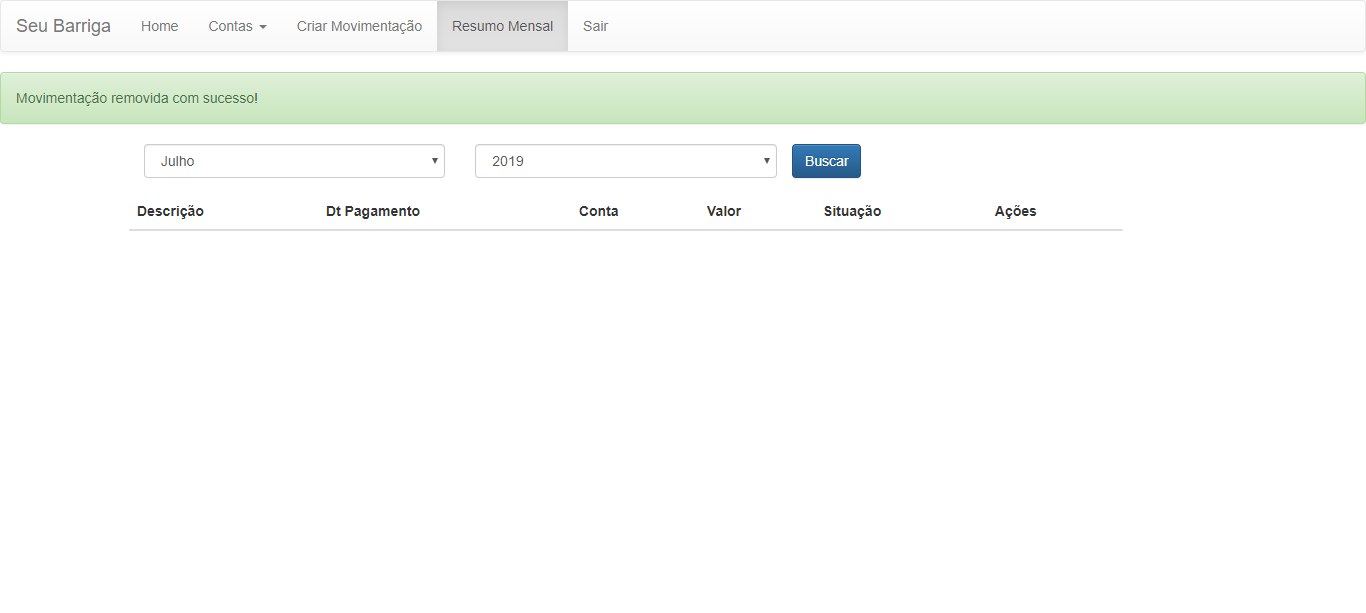 Seu Barriga Home Contas Criar Movimentação Resumo Mensal Sair
Movimentação removida com sucesso!
Julho 2019 Buscar
Descrição Dt Pagamento Conta Valor Situação Ações